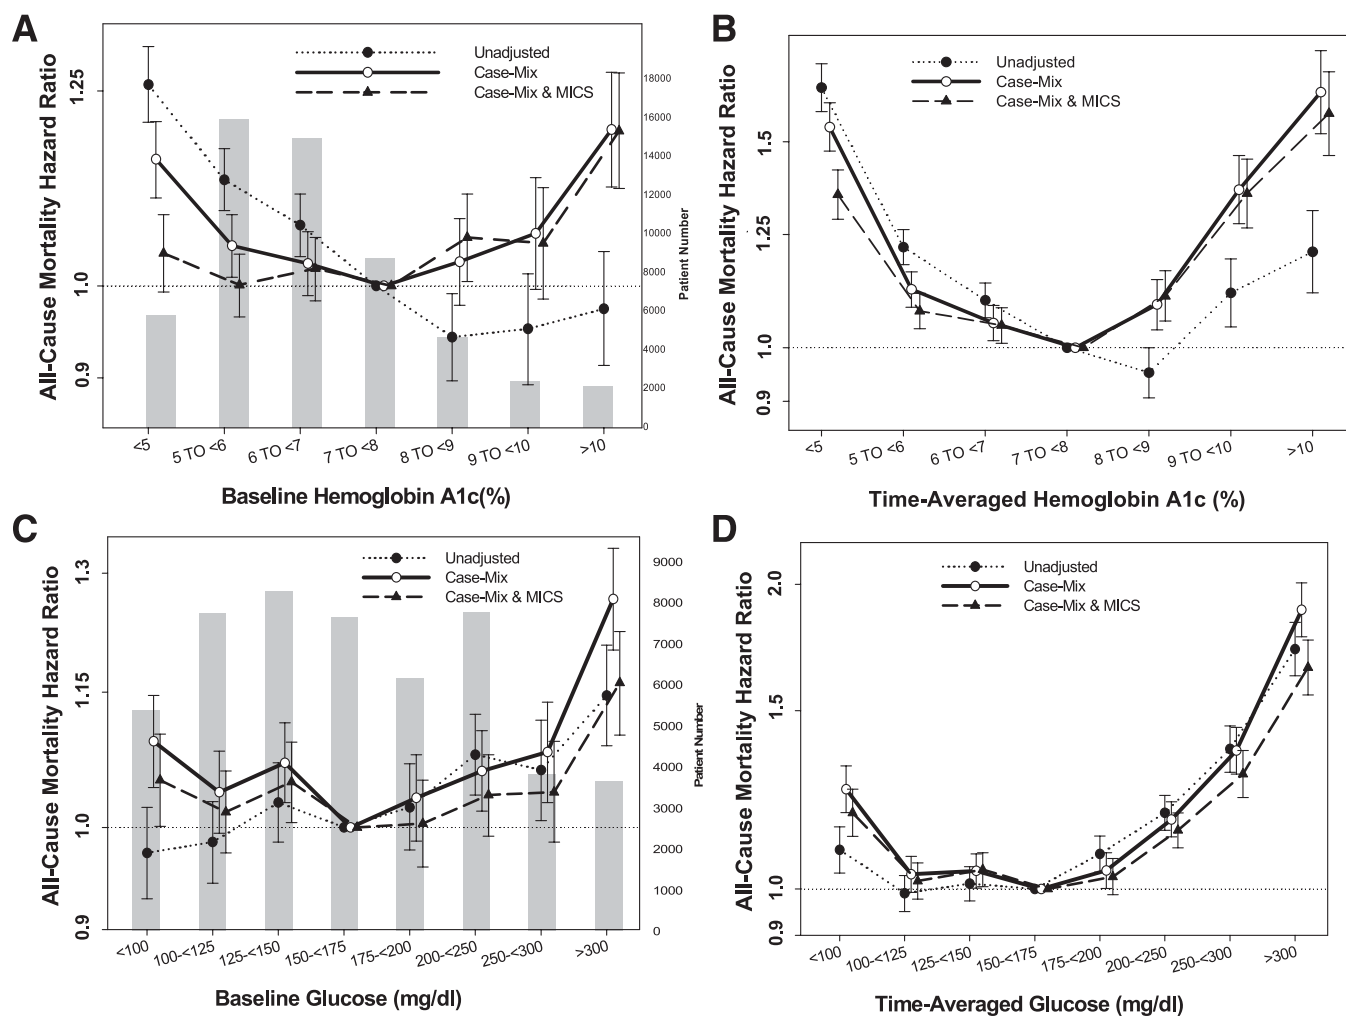 A
All-Cause Mortality Hazard Ratio
1.25
1.0
0.9
Unadjusted
Case-Mix
Case-Mix & MICS
18000
16000
14000
12000
10000
8000
6000
4000
2000
0
Patient Number
<5
5 TO <6
6 TO <7
7 TO <8
8 TO <9
9 TO <10
>10
Baseline Hemoglobin A1c(%)
B
All-Cause Mortality Hazard Ratio
1.5
1.25
1.0
0.9
Unadjusted
Case-Mix
Case-Mix & MICS
<5
5 TO <6
6 TO <7
7 TO <8
8 TO <9
9 TO <10
>10
Time-Averaged Hemoglobin A1c (%)
C
All-Cause Mortality Hazard Ratio
1.3
1.15
1.0
0.9
Unadjusted
Case-Mix
Case-Mix & MICS
9000
8000
7000
6000
5000
4000
3000
2000
1000
0
Patient Number
<100
100-<125
125-<150
150-<175
175-<200
200-<250
250-<300
>300
Baseline Glucose (mg/dl)
D
All-Cause Mortality Hazard Ratio
2.0
1.5
1.0
0.9
Unadjusted
Case-Mix
Case-Mix & MICS
<100
100-<125
125-<150
150-<175
175-<200
200-<250
250-<300
>300
Time-Averaged Glucose (mg/dl)